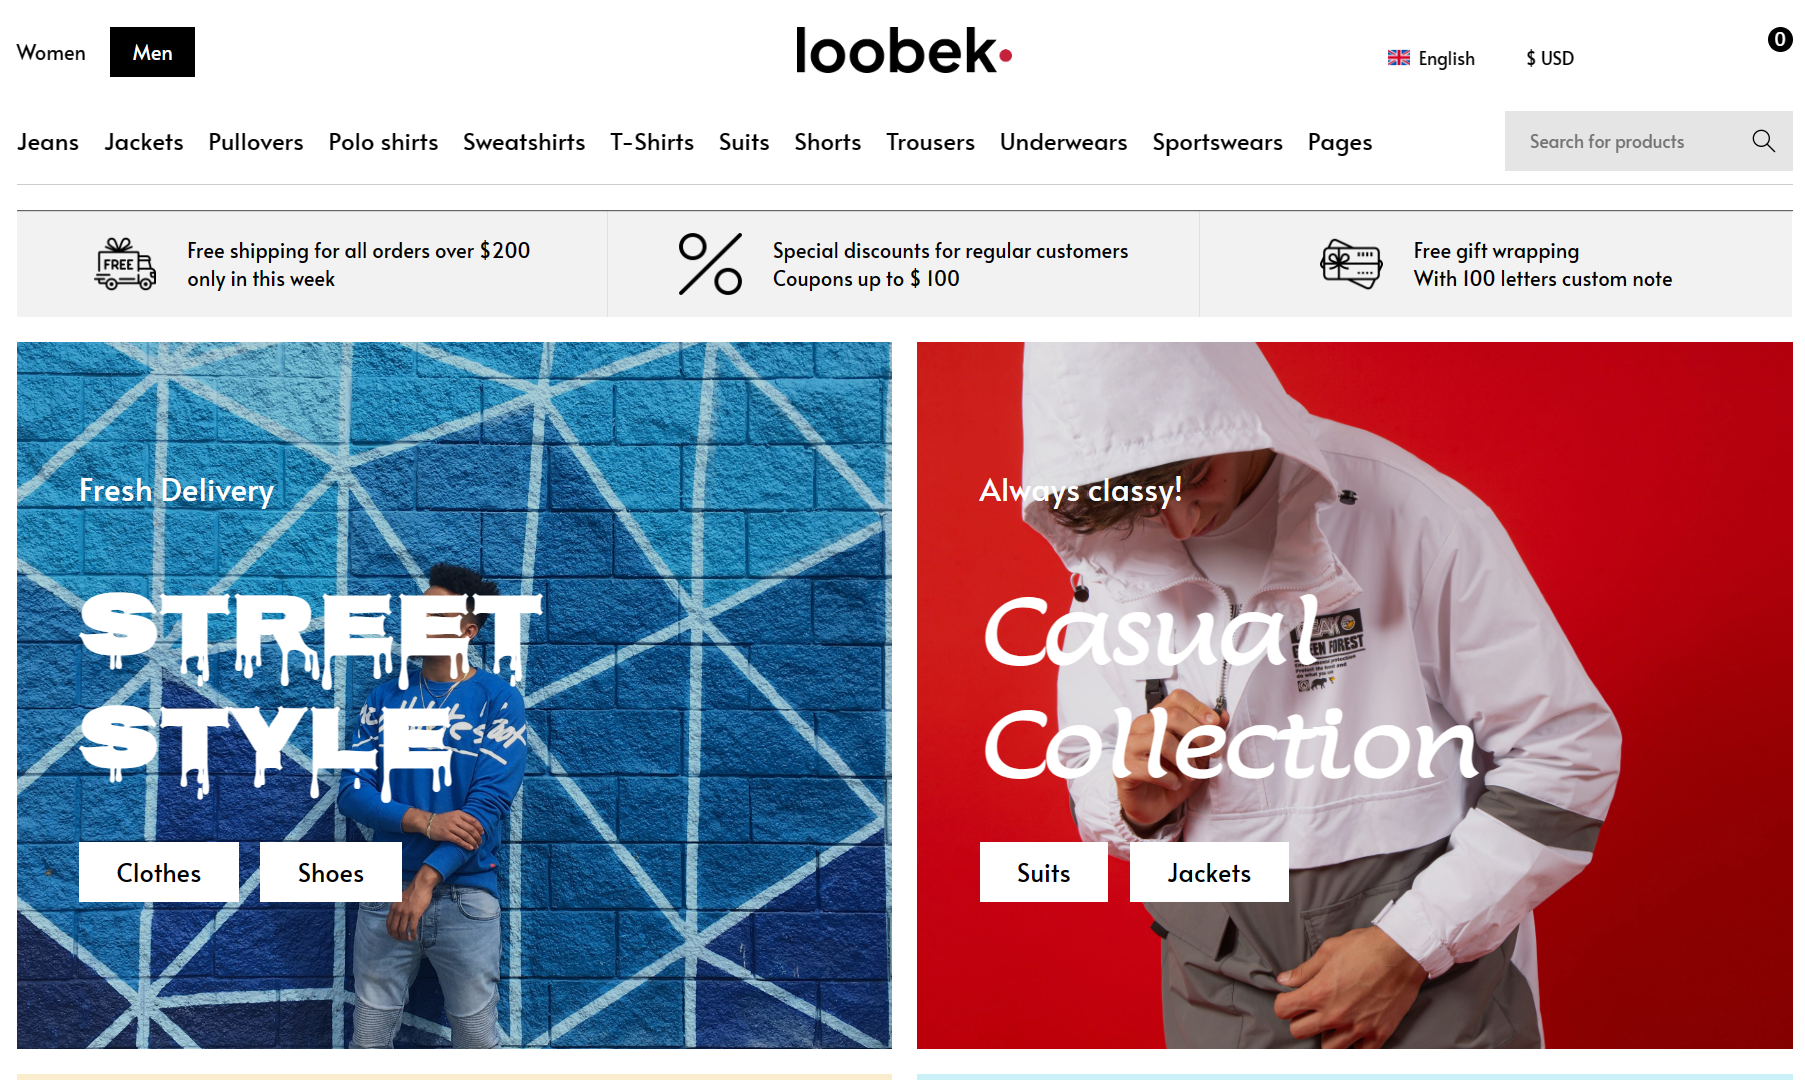 Women
Men
loobek
English
$ USD
0
Jeans
Jackets
Pullovers
Polo shirts
Sweatshirts
T-Shirts
Suits
Shorts
Trousers
Underwears
Sportswears
Pages
Search for products
FREE
Free shipping for all orders over $200
only in this week
Special discounts for regular customers
Coupons up to $ 100
Free gift wrapping
With 100 letters custom note
Fresh Delivery
STREET
STYLE
Clothes
Shoes
Always classy!
Casual
Collection
Suits
Jackets